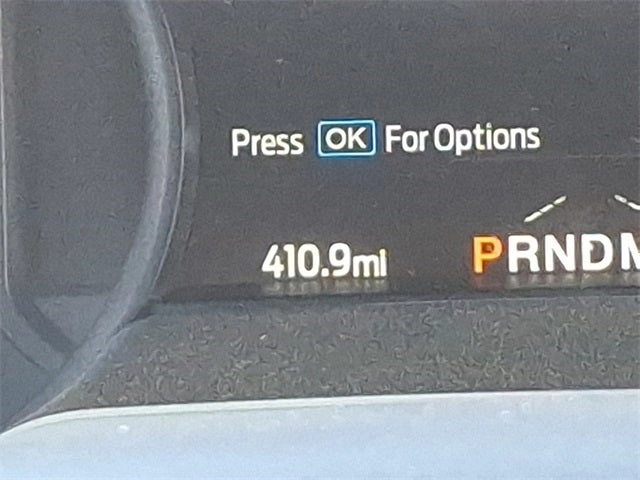 Press OK For Options
410.9mi PRNDM